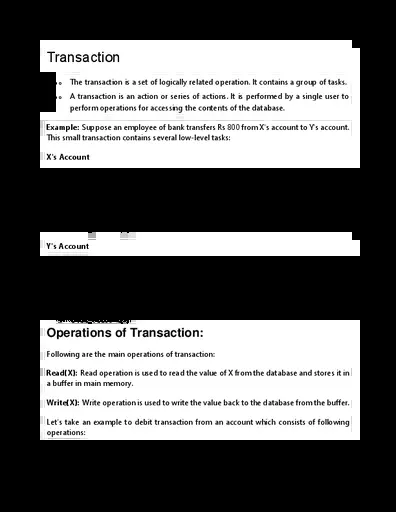 Transaction
The transaction is a set of logically related operation. It contains a group of tasks.
A transaction is an action or series of actions. It is performed by a single user to
perform operations for accessing the contents of the database.
Example: Suppose an employee of bank transfers Rs 800 from X's account to Y's account.
This small transaction contains several low-level tasks:
X's Account
Y's Account
Operations of Transaction:
Following are the main operations of transaction:
Read(X): Read operation is used to read the value of X from the database and stores it in
a buffer in main memory.
Write(X): Write operation is used to write the value back to the database from the buffer.
Let's take an example to debit transaction from an account which consists of following
operations: